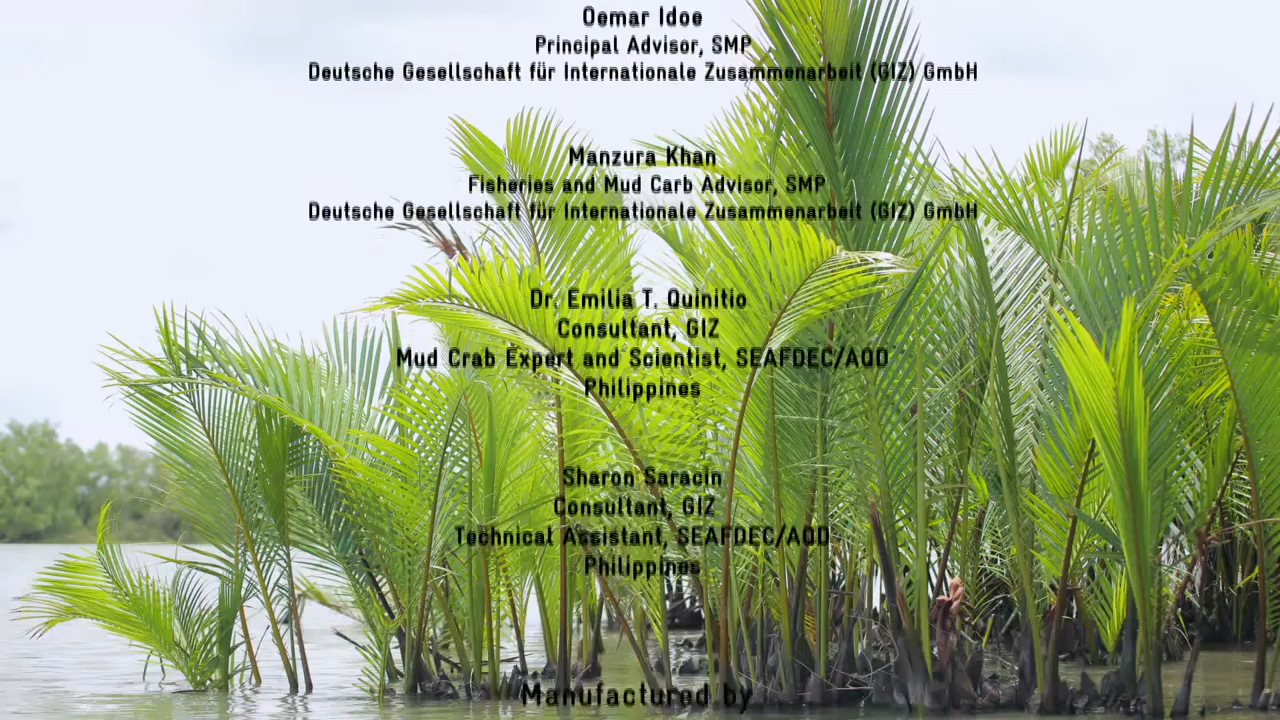 Oemar Idoe
Principal Advisor, SMP
Deutsche Gesellschaft für Internationale Zusammenarbeit (GIZ) GmbH
Manzura Khan
Fisheries and Mud Carb Advisor, SMP
Deutsche Gesellschaft für Internationale Zusammenarbeit (GIZ) GmbH
Dr. Emilia T. Quinitio
Consultant, GIZ
Mud Crab Expert and Scientist, SEAFDEC/AQD
Philippines
Sharon Saracin
Consultant, GIZ
Technical Assistant, SEAFDEC/AQD
Philippines
Manufactured by